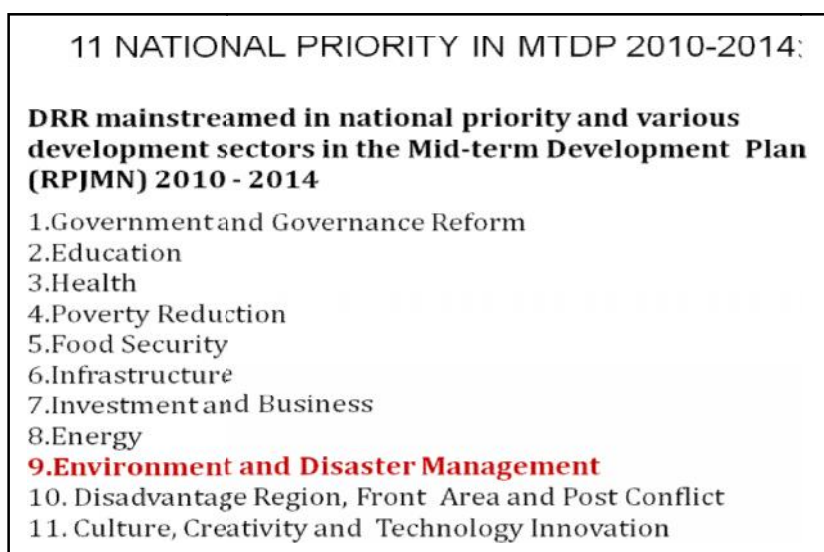 11 NATIONAL PRIORITY IN MTDP 2010-2014:
DRR mainstreamed in national priority and various
development sectors in the Mid-term Development Plan
(RPJMN) 2010 - 2014
1.Government and Governance Reform
2.Education
3.Health
4.Poverty Reduction
5.Food Security
6.Infrastructure
7.Investment and Business
8.Energy
9.Environment and Disaster Management
10. Disadvantage Region, Front Area and Post Conflict
11. Culture, Creativity and Technology Innovation